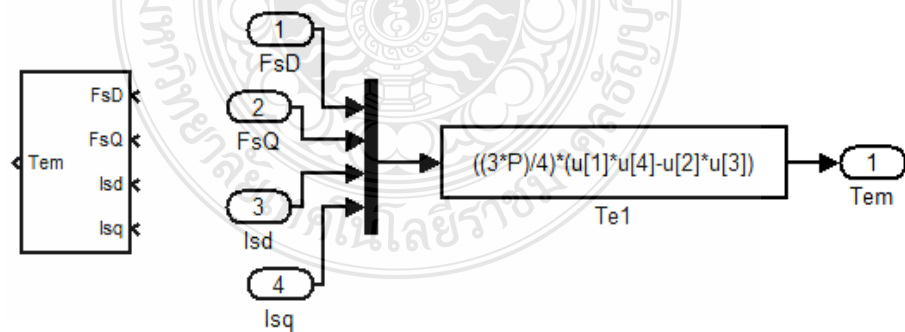 FsD
FsQ
Isd
Isq
Tem
1
FsD
2
FsQ
3
Isd
4
Isq
((3*P)/4)*(u[1]*u[4]-u[2]*u[3])
Te1
1
Tem